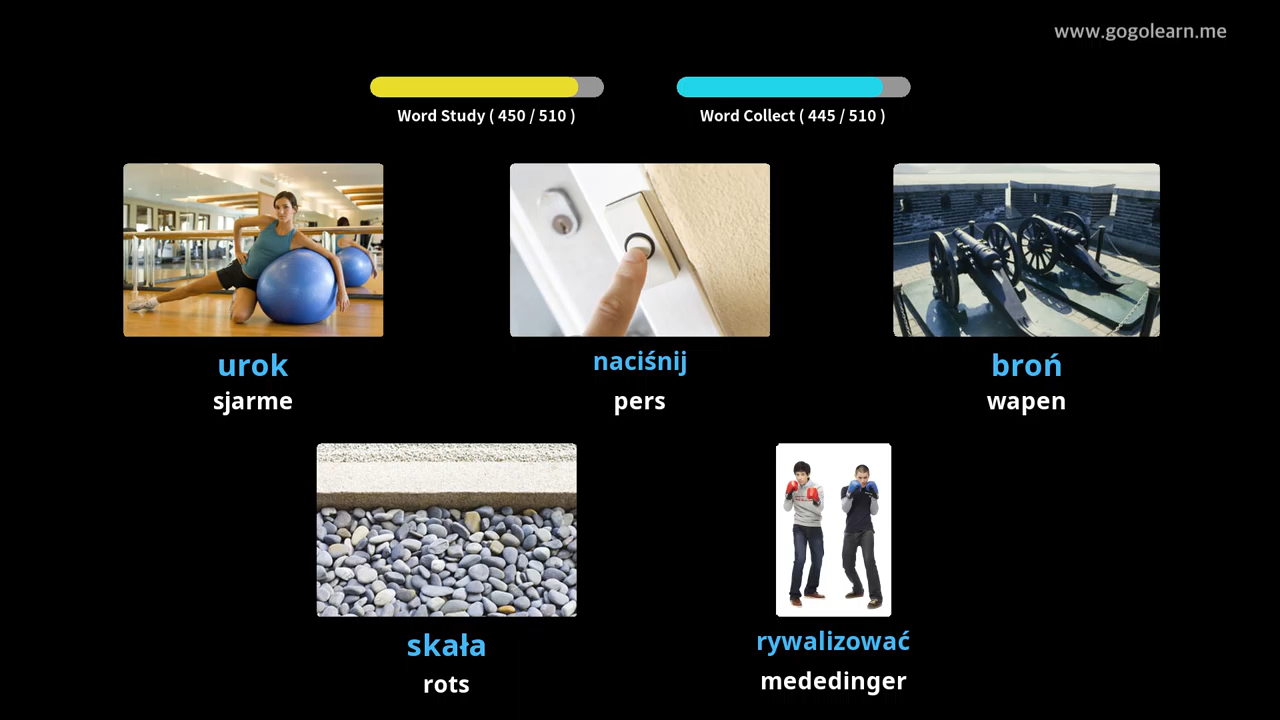 www.gogolearn.me
Word Study ( 450 / 510 )
Word Collect ( 445 / 510 )
urok
sjarme
naciśnij
pers
broń
wapen
skała
rots
rywalizować
mededinger